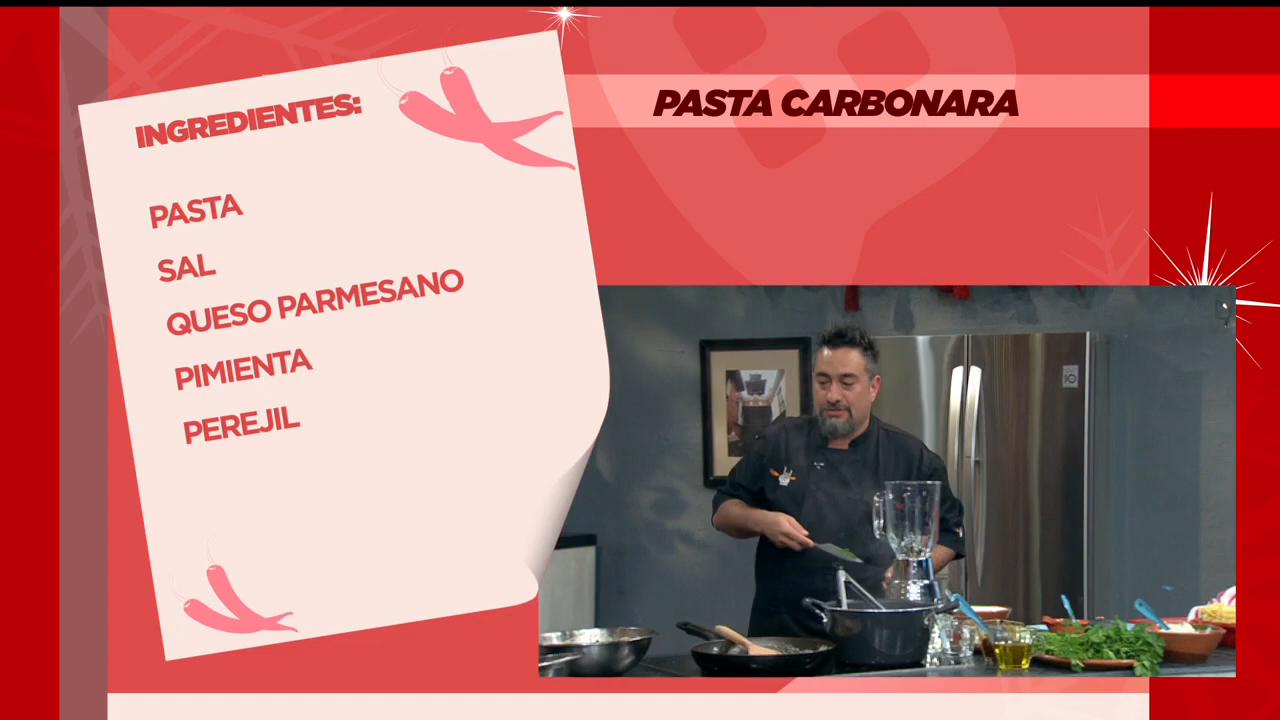 PASTA CARBONARA
INGREDIENTES:
PASTA
SAL
QUESO PARMESANO
PIMIENTA
PEREJIL